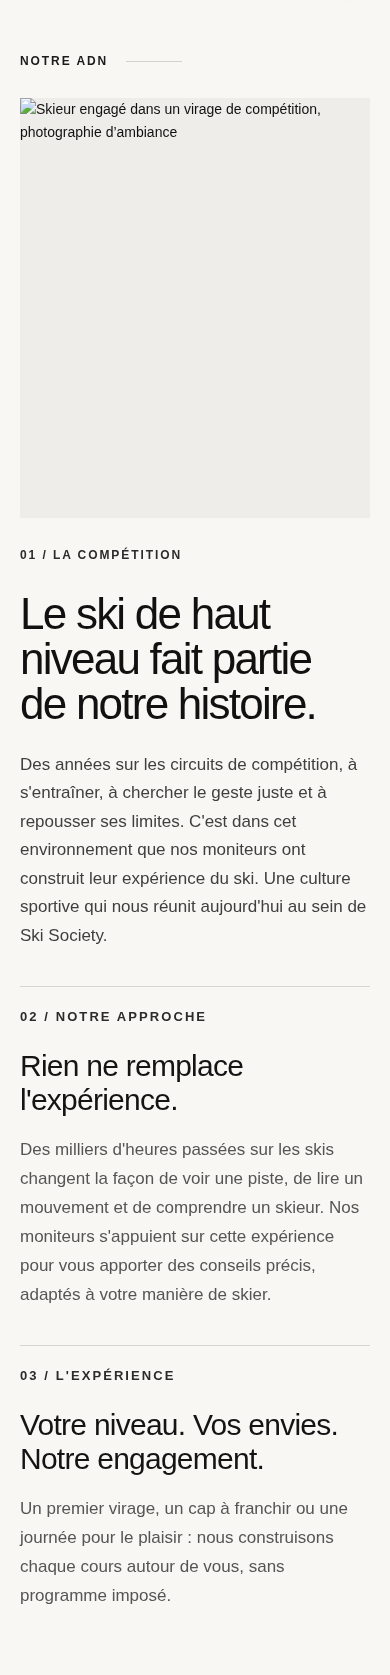 NOTRE ADN
Skieur engagé dans un virage de compétition,
photographie d’ambiance
01 / LA COMPÉTITION
Le ski de haut
niveau fait partie
de notre histoire.
Des années sur les circuits de compétition, à
s'entraîner, à chercher le geste juste et à
repousser ses limites. C'est dans cet
environnement que nos moniteurs ont
construit leur expérience du ski. Une culture
sportive qui nous réunit aujourd'hui au sein de
Ski Society.
02 / NOTRE APPROCHE
Rien ne remplace
l'expérience.
Des milliers d'heures passées sur les skis
changent la façon de voir une piste, de lire un
mouvement et de comprendre un skieur. Nos
moniteurs s'appuient sur cette expérience
pour vous apporter des conseils précis,
adaptés à votre manière de skier.
03 / L'EXPÉRIENCE
Votre niveau. Vos envies.
Notre engagement.
Un premier virage, un cap à franchir ou une
journée pour le plaisir : nous construisons
chaque cours autour de vous, sans
programme imposé.